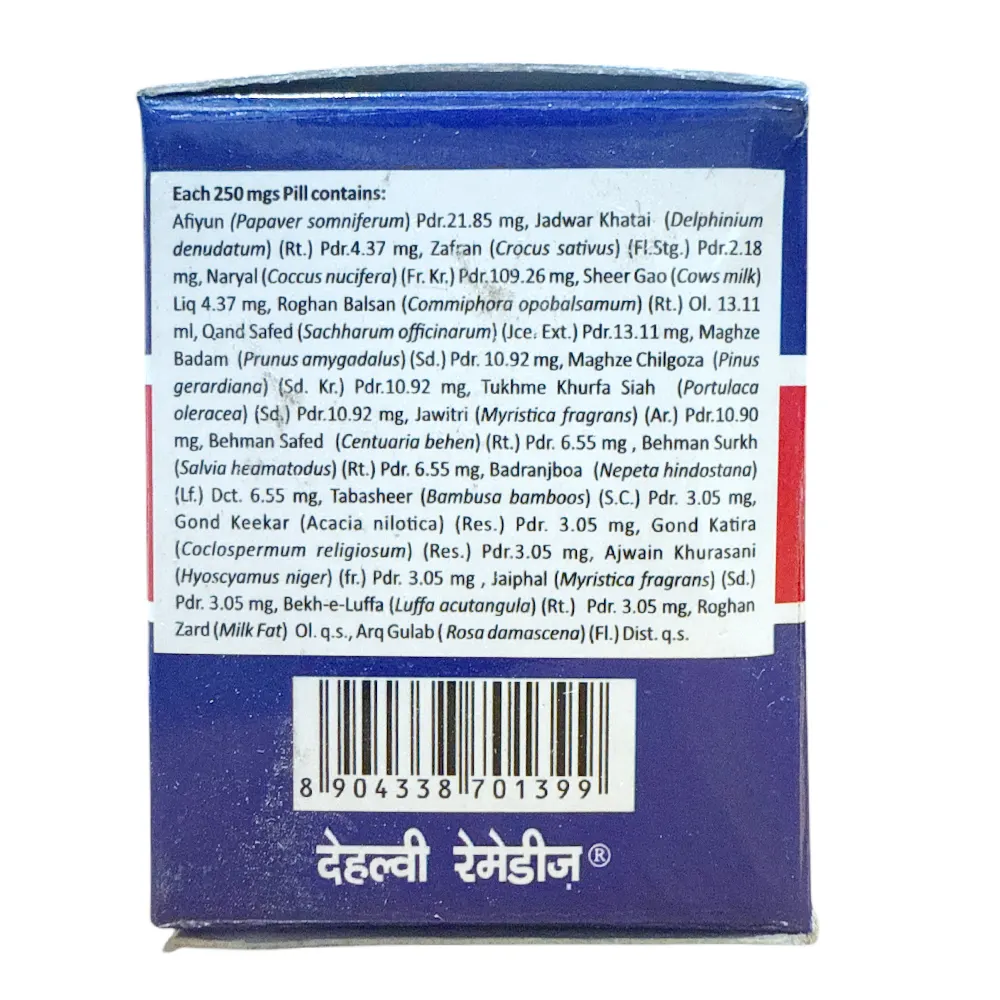 Each 250 mgs Pill contains:
Afiyun (Papaver somniferum) Pdr.21.85 mg, Jadwar Khatai (Delphinium
denudatum) (Rt.) Pdr.4.37 mg, Zafran (Crocus sativus) (Fl.Stg.) Pdr.2.18
mg, Naryal (Coccus nucifera) (Fr. Kr.) Pdr.109.26 mg, Sheer Gao (Cows milk)
Liq 4.37 mg, Roghan Balsan (Commiphora opobalsamum) (Rt.) Ol. 13.11
ml, Qand Safed (Sachharum officinarum) (Jce. Ext.) Pdr.13.11 mg, Maghze
Badam (Prunus amygadalus) (Sd.) Pdr. 10.92 mg, Maghze Chilgoza (Pinus
gerardiana) (Sd. Kr.) Pdr.10.92 mg, Tukhme Khurfa Siah (Portulaca
oleracea) (Sd.) Pdr.10.92 mg, Jawitri (Myristica fragrans) (Ar.) Pdr.10.90
mg, Behman Safed (Centuaria behen) (Rt.) Pdr. 6.55 mg , Behman Surkh
(Salvia heamatodus) (Rt.) Pdr. 6.55 mg, Badranjboa (Nepeta hindostana)
(Lf.) Dct. 6.55 mg, Tabasheer (Bambusa bamboos) (S.C.) Pdr. 3.05 mg,
Gond Keekar (Acacia nilotica) (Res.) Pdr. 3.05 mg, Gond Katira
(Coclospermum religiosum) (Res.) Pdr.3.05 mg, Ajwain Khurasani
(Hyoscyamus niger) (fr.) Pdr. 3.05 mg , Jaiphal (Myristica fragrans) (Sd.)
Pdr. 3.05 mg, Bekh-e-Luffa (Luffa acutangula) (Rt.) Pdr. 3.05 mg, Roghan
Zard (Milk Fat) Ol. q.s., Arq Gulab ( Rosa damascena) (Fl.) Dist. q.s.
8 904338 701399
देहल्वी रेमेडीज़®